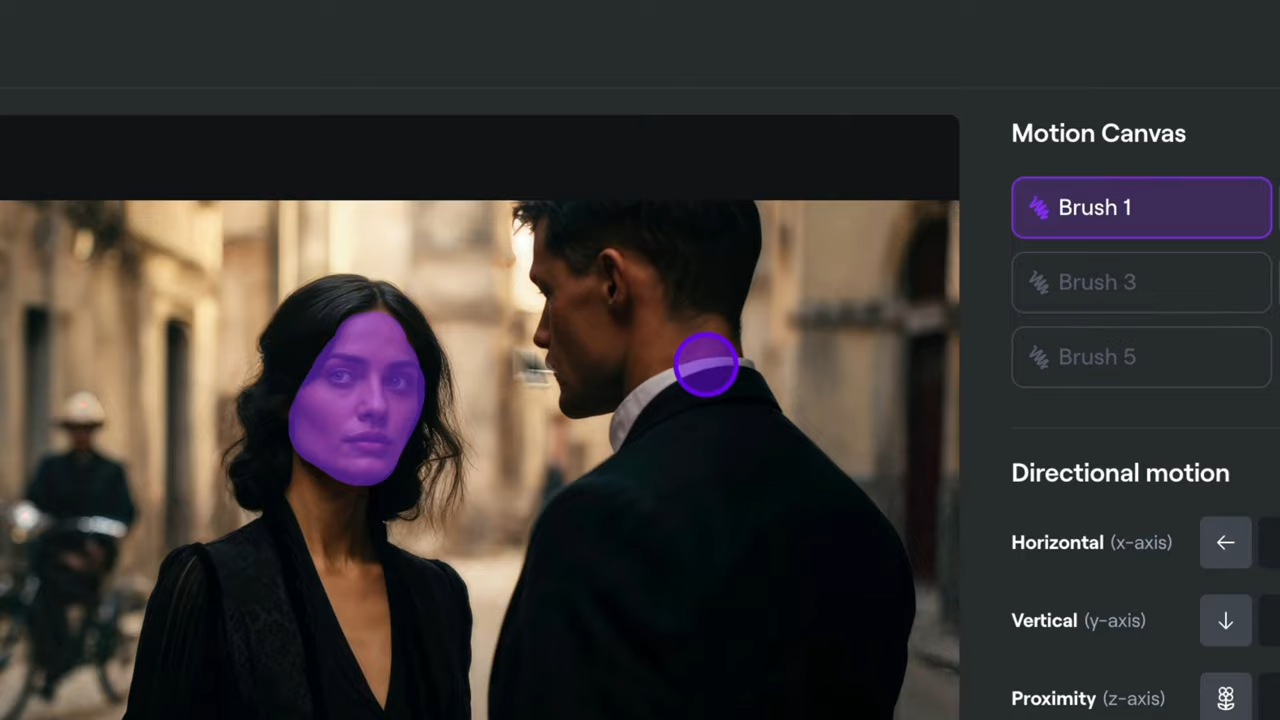 Motion Canvas
Brush 1
Brush 3
Brush 5
Directional motion
Horizontal (x-axis)
Vertical (y-axis)
Proximity (z-axis)